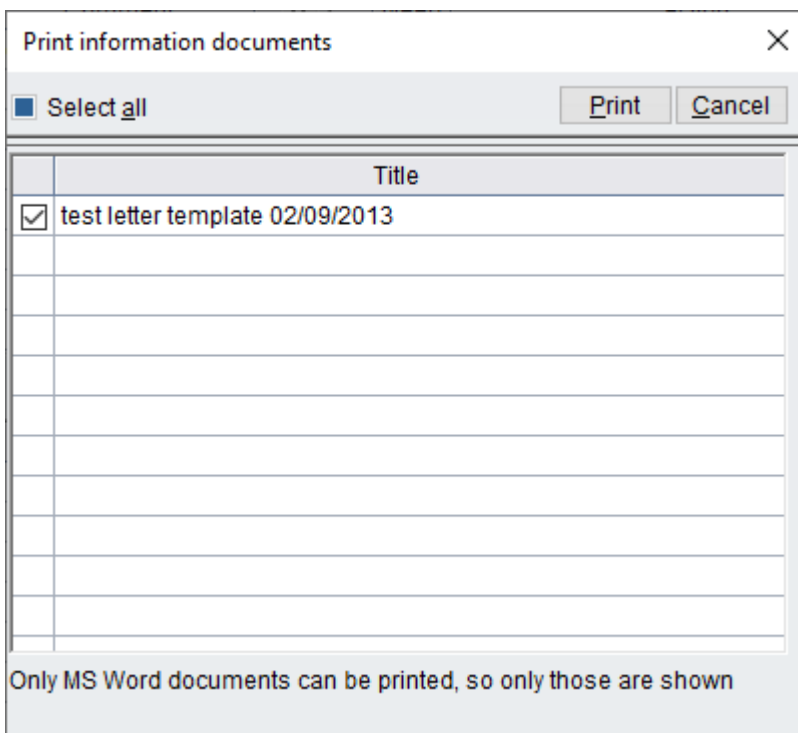 Print information documents
Select all
Print
Cancel
Title
test letter template 02/09/2013
Only MS Word documents can be printed, so only those are shown